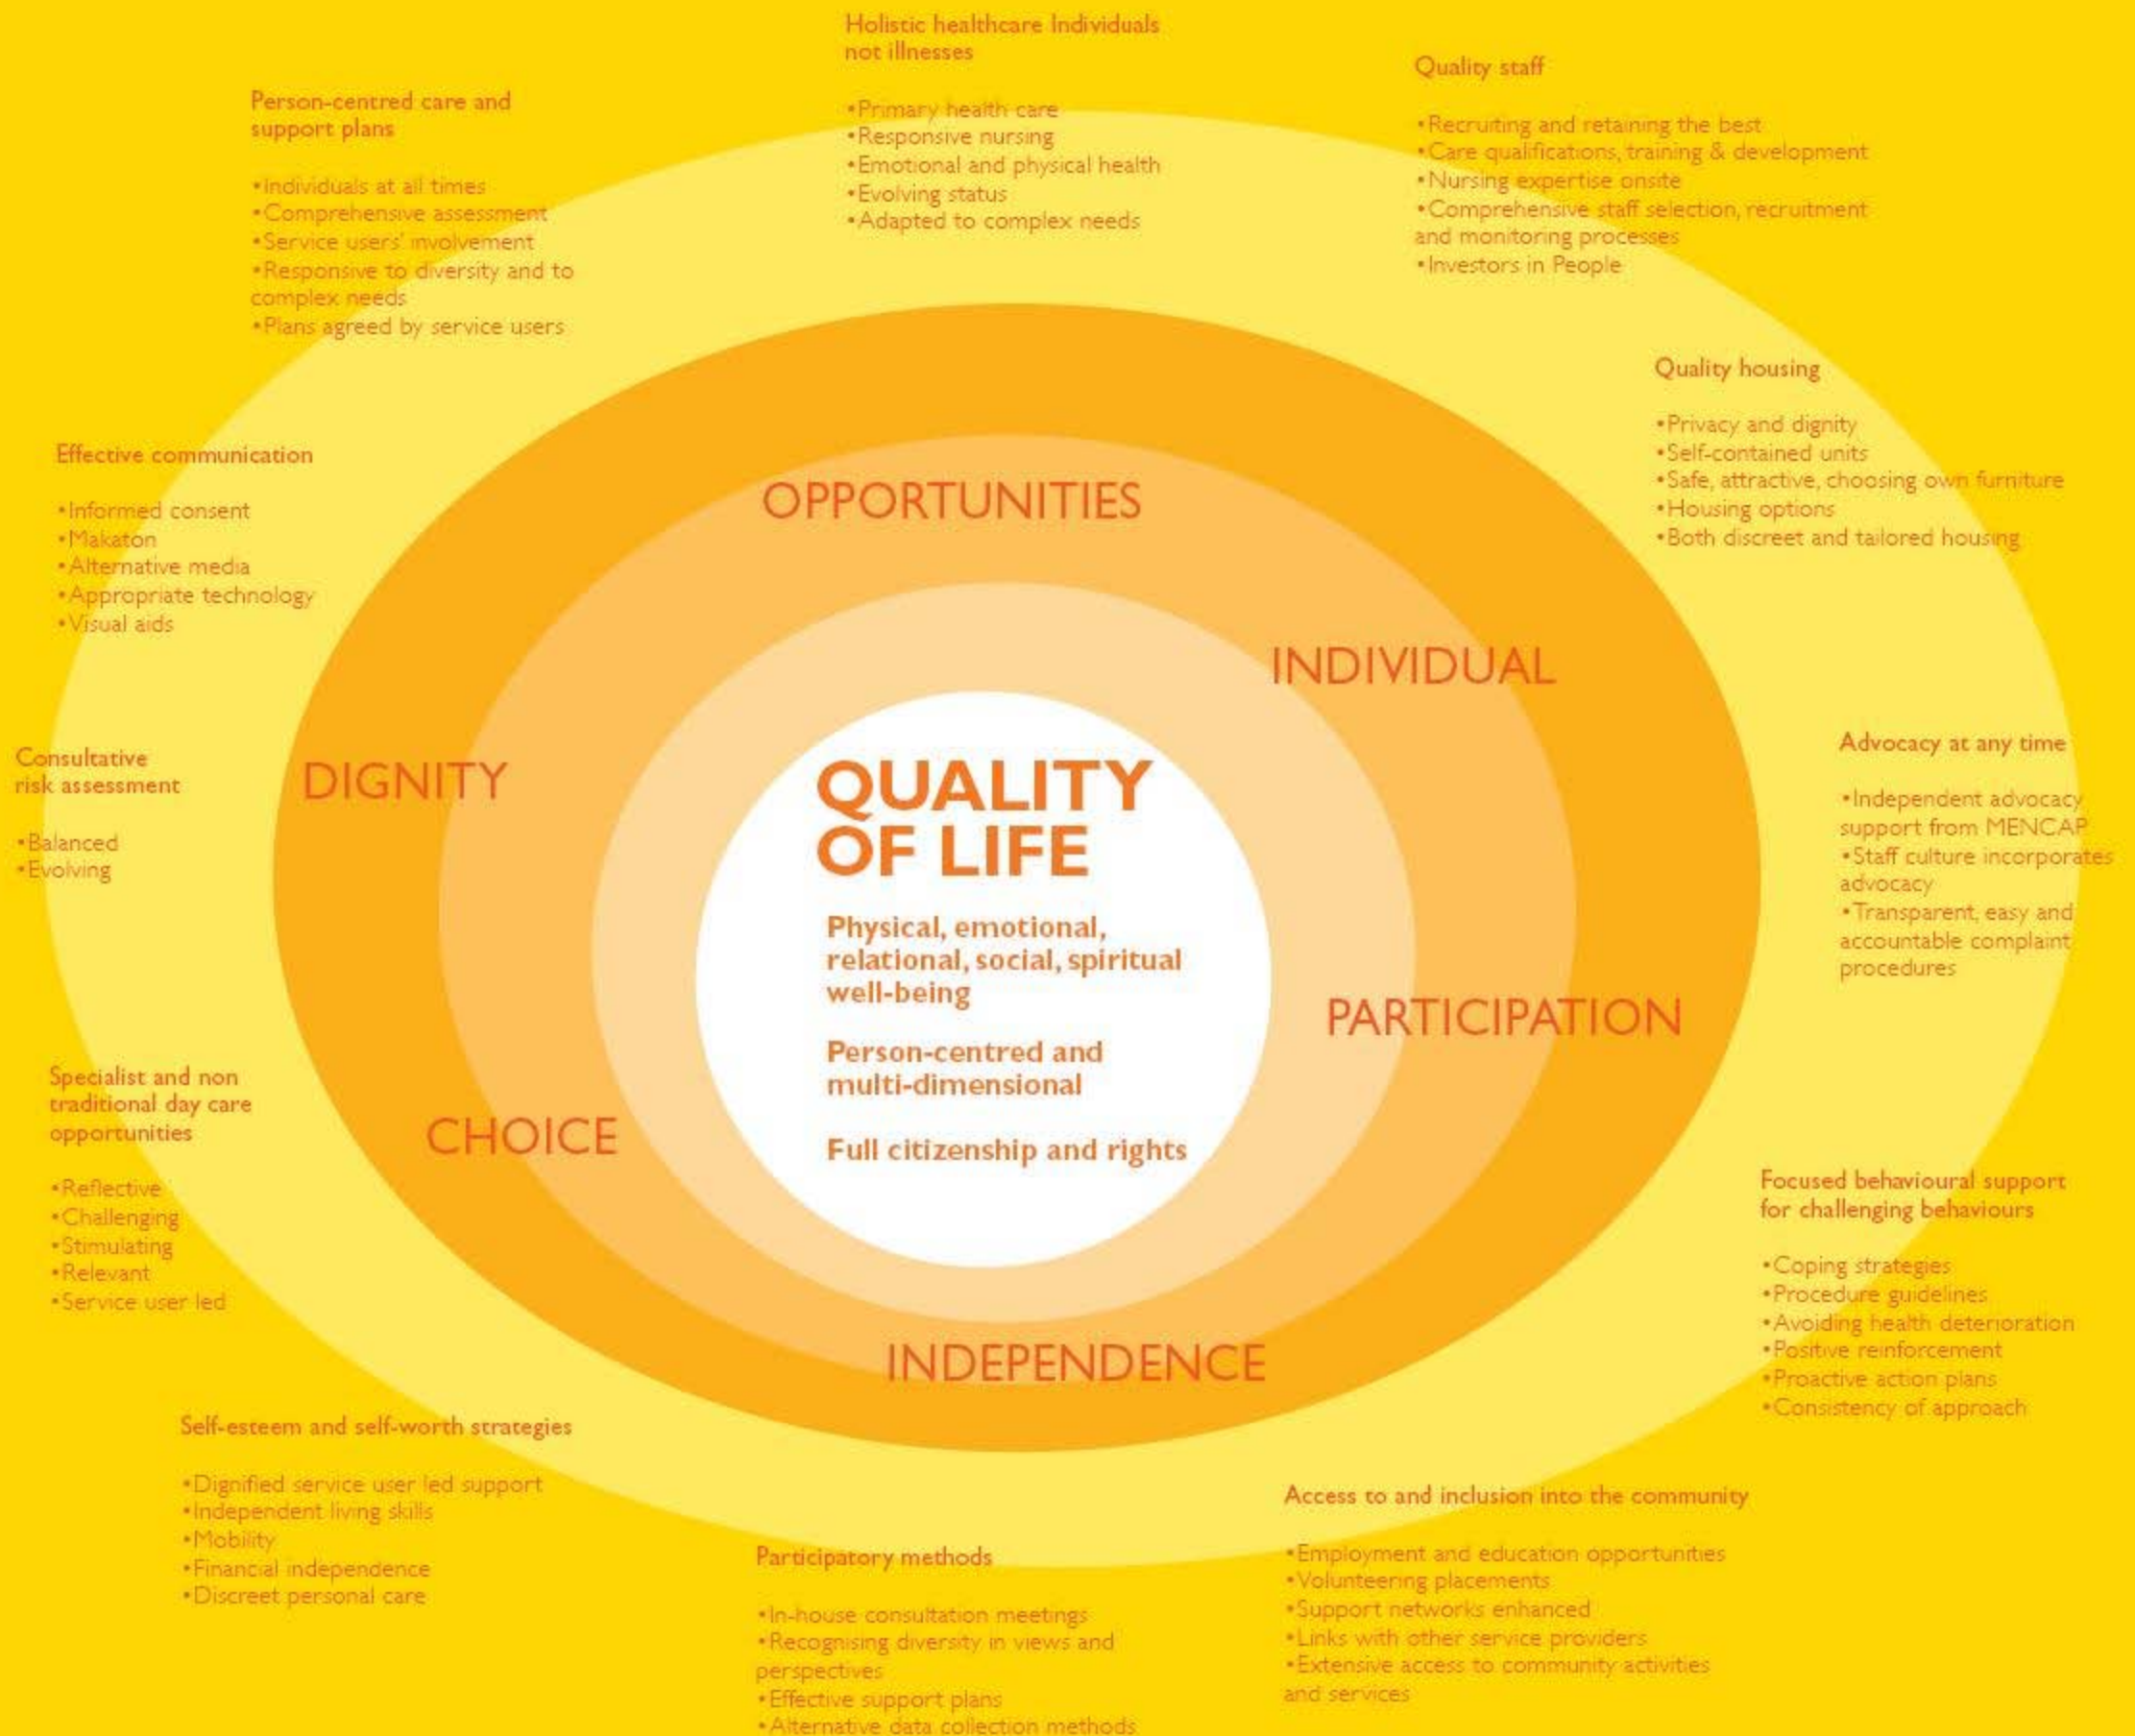 Holistic healthcare Individuals
not illnesses
•Primary health care
•Responsive nursing
•Emotional and physical health
•Evolving status
•Adapted to complex needs
Quality staff
•Recruiting and retaining the best
•Care qualifications, training & development
•Nursing expertise onsite
•Comprehensive staff selection, recruitment
and monitoring processes
•Investors in People
Person-centred care and
support plans
•Individuals at all times
•Comprehensive assessment
•Service users' involvement
•Responsive to diversity and to
complex needs
•Plans agreed by service users
Quality housing
•Privacy and dignity
•Self-contained units
•Safe, attractive, choosing own furniture
•Housing options
•Both discreet and tailored housing
Effective communication
•Informed consent
•Makaton
•Alternative media
•Appropriate technology
•Visual aids
OPPORTUNITIES
INDIVIDUAL
Consultative
risk assessment
•Balanced
•Evolving
DIGNITY
QUALITY
OF LIFE
Physical, emotional,
relational, social, spiritual
well-being
Person-centred and
multi-dimensional
Full citizenship and rights
Advocacy at any time
•Independent advocacy
support from MENCAP
•Staff culture incorporates
advocacy
•Transparent, easy and
accountable complaint
procedures
PARTICIPATION
Specialist and non
traditional day care
opportunities
•Reflective
•Challenging
•Stimulating
•Relevant
•Service user led
CHOICE
Focused behavioural support
for challenging behaviours
•Coping strategies
•Procedure guidelines
•Avoiding health deterioration
•Positive reinforcement
•Proactive action plans
•Consistency of approach
INDEPENDENCE
Self-esteem and self-worth strategies
•Dignified service user led support
•Independent living skills
•Mobility
•Financial independence
•Discreet personal care
Participatory methods
•In-house consultation meetings
•Recognising diversity in views and
perspectives
•Effective support plans
•Alternative data collection methods
Access to and inclusion into the community
•Employment and education opportunities
•Volunteering placements
•Support networks enhanced
•Links with other service providers
•Extensive access to community activities
and services